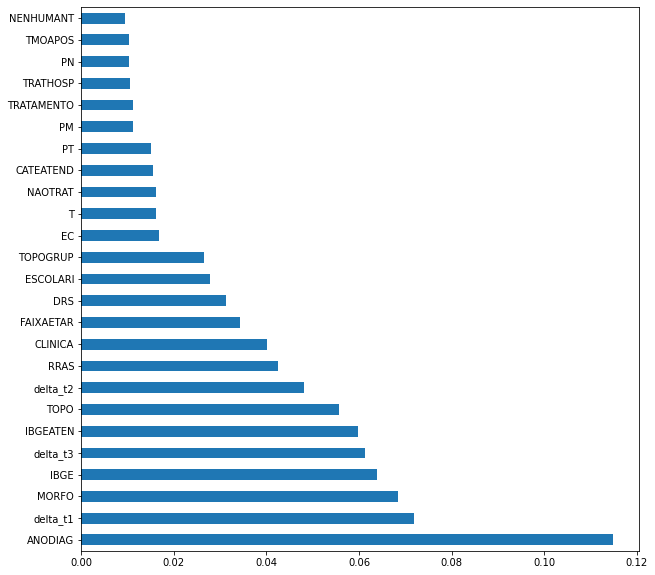 NENHUMANT
TMOAPOS
PN
TRATHOSP
TRATAMENTO
PM
PT
CATEATEND
NAOTRAT
T
EC
TOPOGRUP
ESCOLARI
DRS
FAIXAETAR
CLINICA
RRAS
delta_t2
TOPO
IBGEATEN
delta_t3
IBGE
MORFO
delta_t1
ANODIAG
0.00 0.02 0.04 0.06 0.08 0.10 0.12